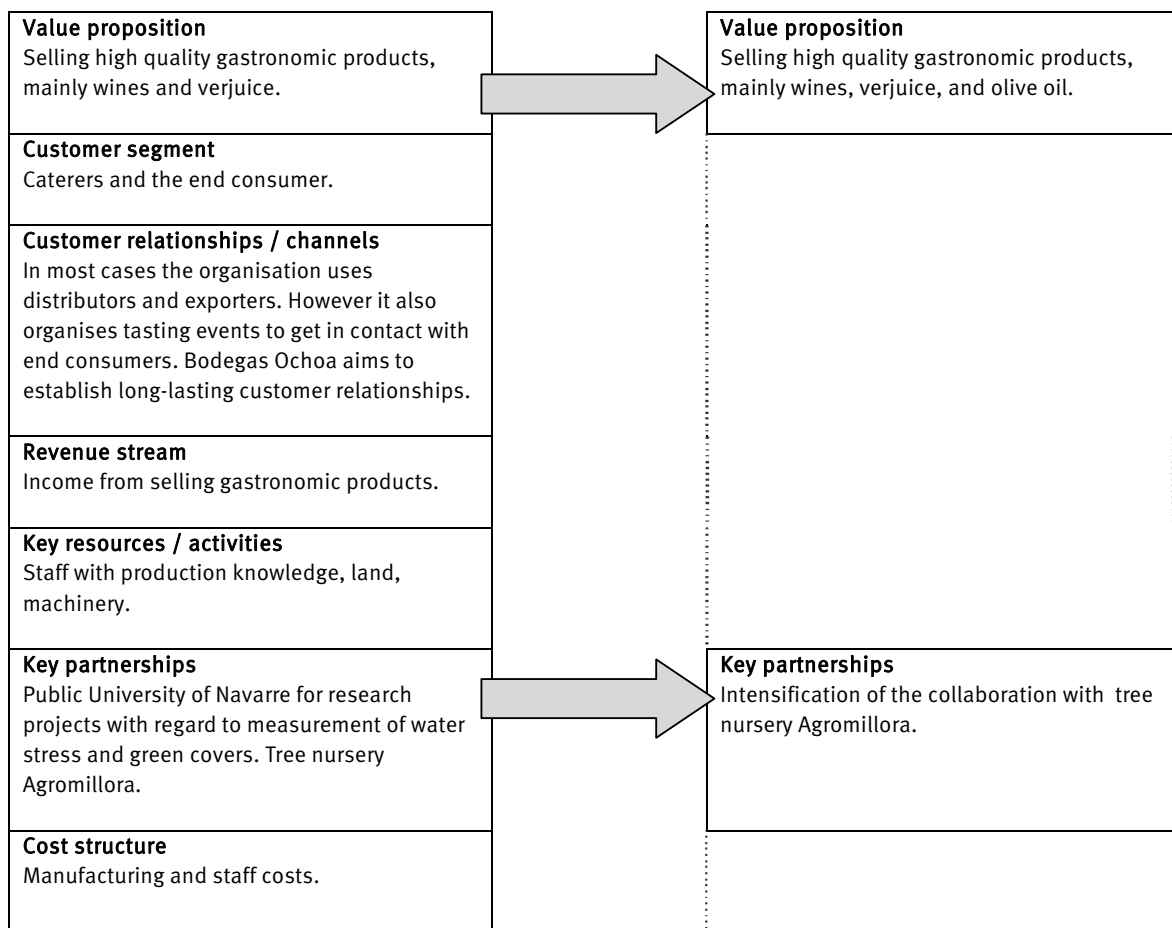 Value proposition
Selling high quality gastronomic products,
mainly wines and verjuice.
Value proposition
Selling high quality gastronomic products,
mainly wines, verjuice, and olive oil.
Customer segment
Caterers and the end consumer.
Customer relationships / channels
In most cases the organisation uses
distributors and exporters. However it also
organises tasting events to get in contact with
end consumers. Bodegas Ochoa aims to
establish long-lasting customer relationships.
Revenue stream
Income from selling gastronomic products.
Key resources / activities
Staff with production knowledge, land,
machinery.
Key partnerships
Public University of Navarre for research
projects with regard to measurement of water
stress and green covers. Tree nursery
Agromillora.
Key partnerships
Intensification of the collaboration with  tree
nursery Agromillora.
Cost structure
Manufacturing and staff costs.